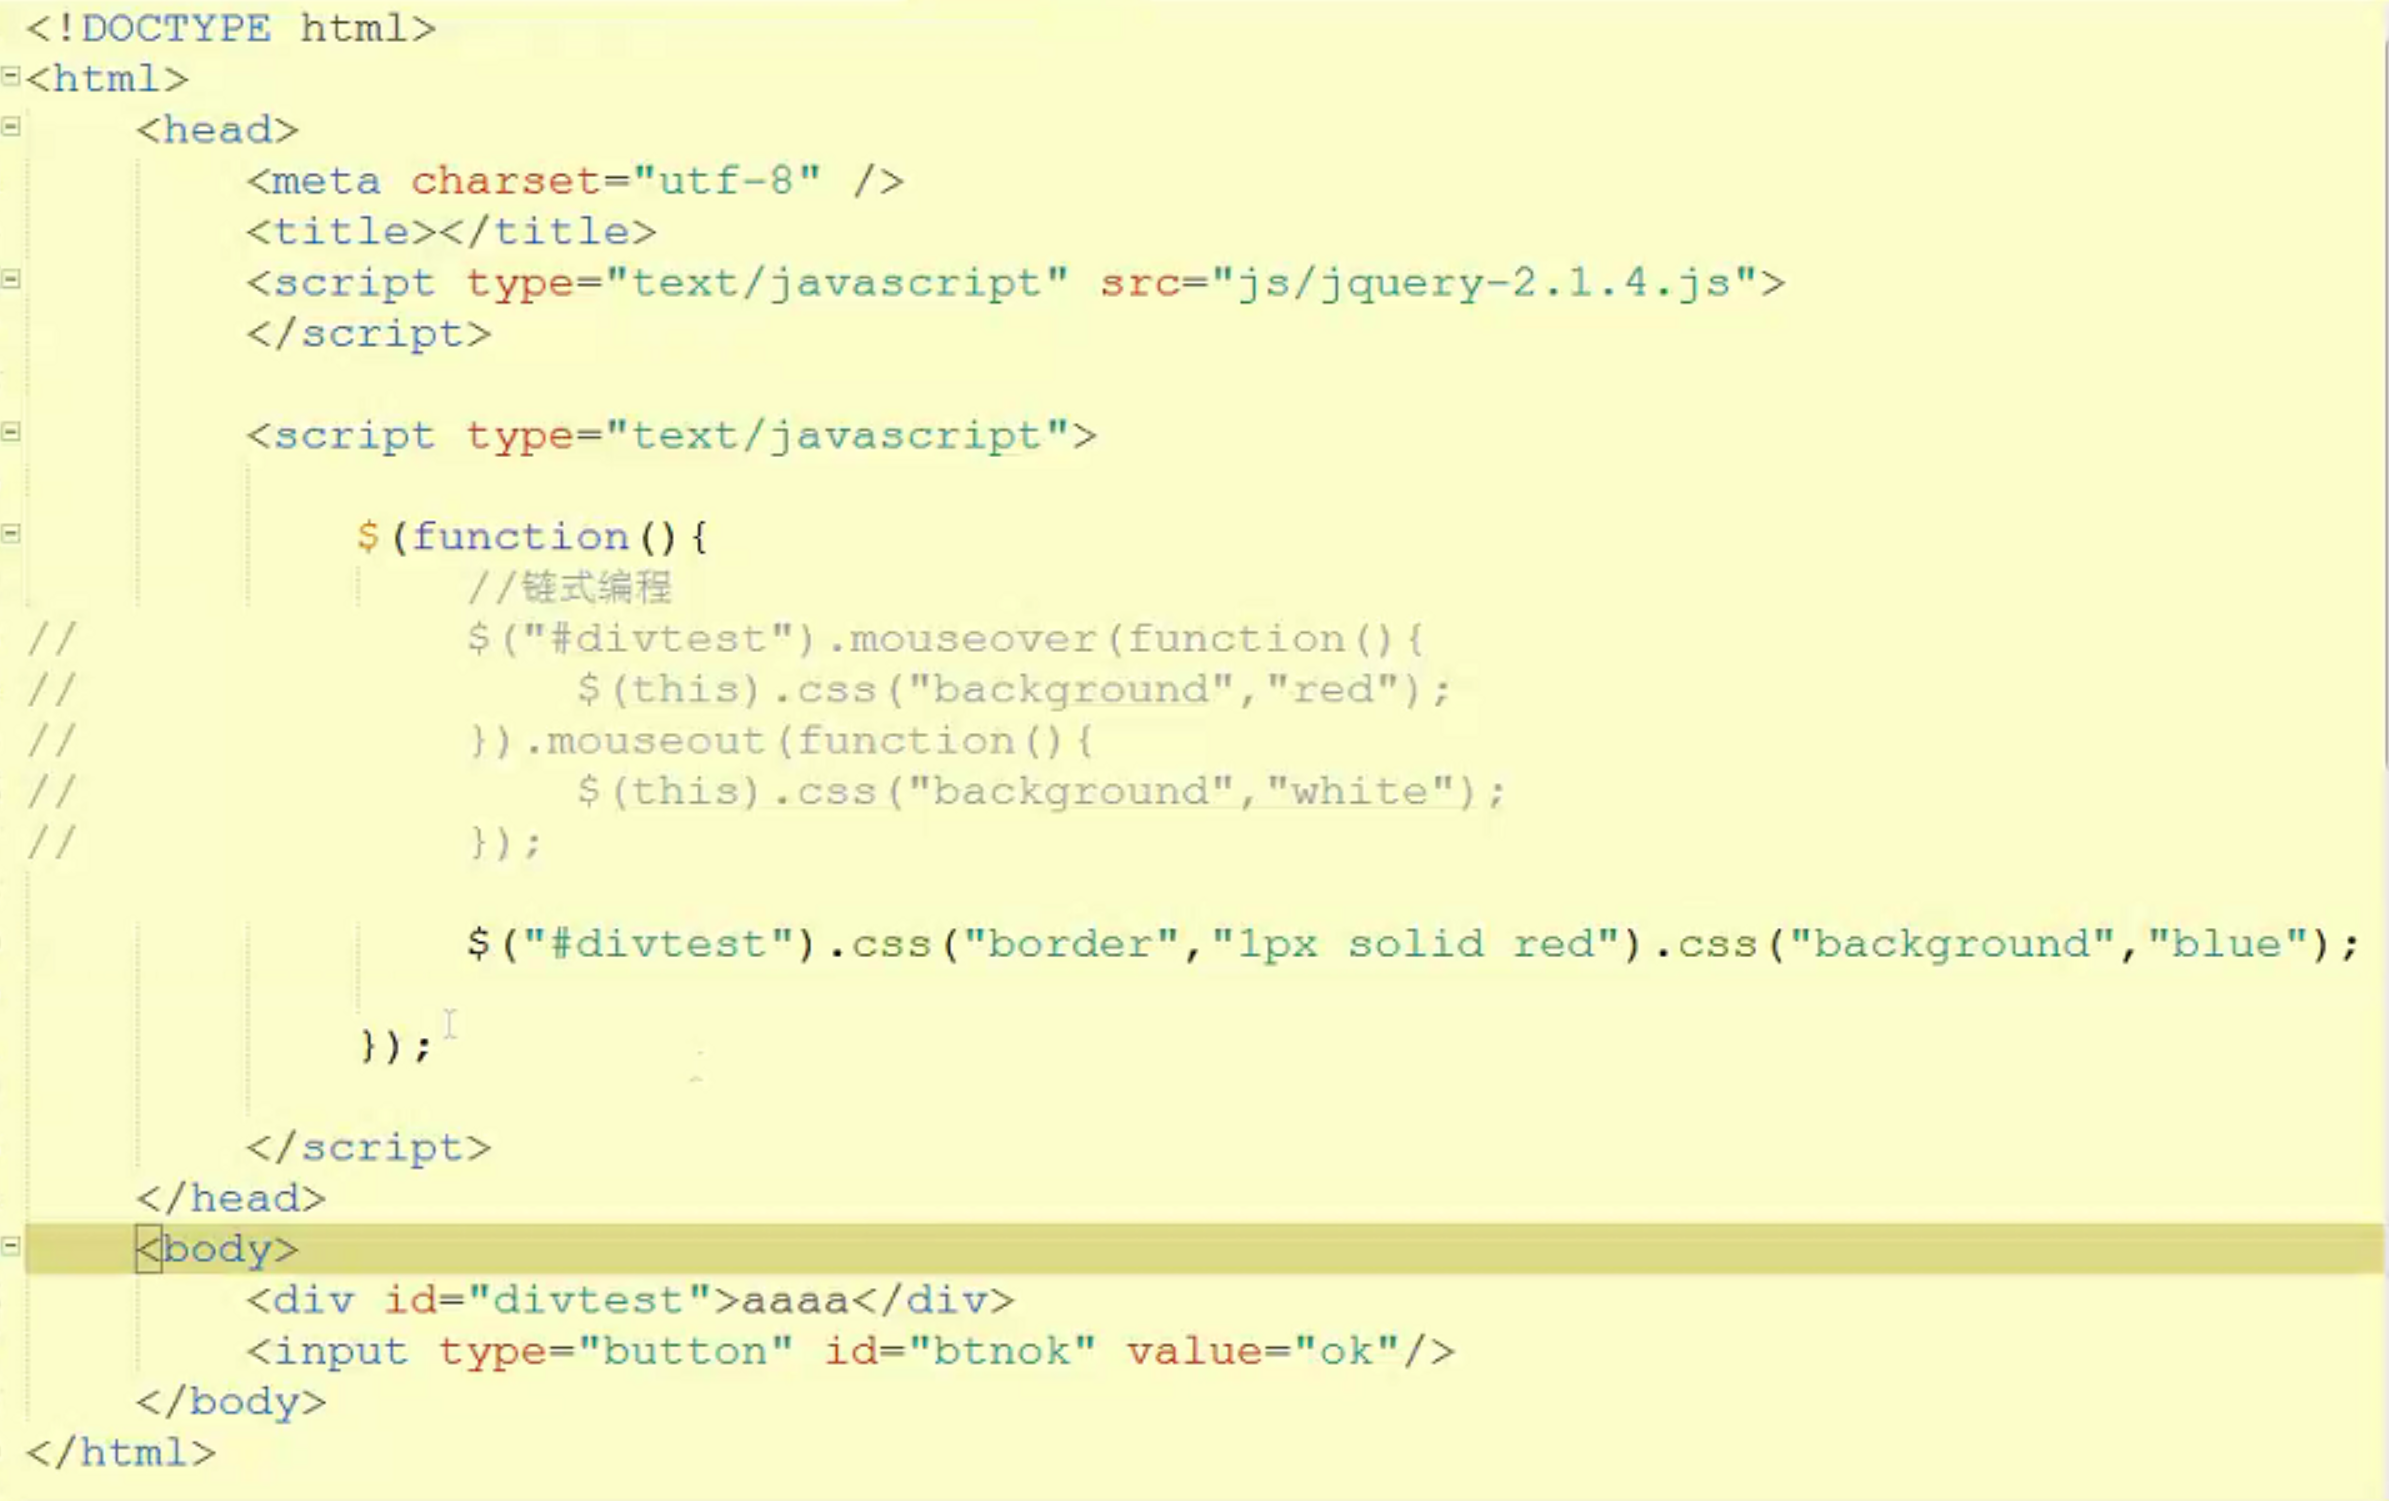 <!DOCTYPE html>
<html>
    <head>
        <meta charset="utf-8" />
        <title></title>
        <script type="text/javascript" src="js/jquery-2.1.4.js">
        </script>

        <script type="text/javascript">

            $(function(){
                //链式编程
//                $("#divtest").mouseover(function(){
//                    $(this).css("background","red");
//                }).mouseout(function(){
//                    $(this).css("background","white");
//                });

                $("#divtest").css("border","1px solid red").css("background","blue");

            });

        </script>
    </head>
    <body>
        <div id="divtest">aaaa</div>
        <input type="button" id="btnok" value="ok"/>
    </body>
</html>